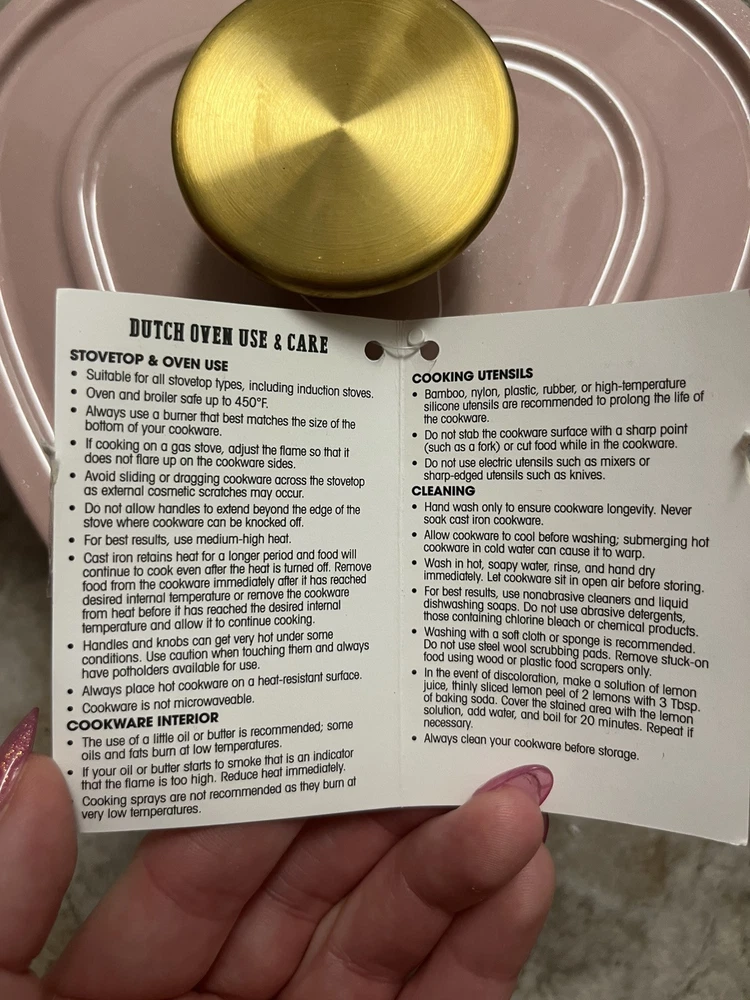 DUTCH OVEN USE & CARE
STOVETOP & OVEN USE
• Suitable for all stovetop types, including induction stoves.
• Oven and broiler safe up to 450°F.
• Always use a burner that best matches the size of the
bottom of your cookware.
• If cooking on a gas stove, adjust the flame so that it
does not flare up on the cookware sides.
• Avoid sliding or dragging cookware across the stovetop
as external cosmetic scratches may occur.
• Do not allow handles to extend beyond the edge of the
stove where cookware can be knocked off.
• For best results, use medium-high heat.
• Cast iron retains heat for a longer period and food will
continue to cook even after the heat is turned off. Remove
food from the cookware immediately after it has reached
desired internal temperature or remove the cookware
from heat before it has reached the desired internal
temperature and allow it to continue cooking.
• Handles and knobs can get very hot under some
conditions. Use caution when touching them and always
have potholders available for use.
• Always place hot cookware on a heat-resistant surface.
• Cookware is not microwaveable.
COOKWARE INTERIOR
• The use of a little oil or butter is recommended; some
oils and fats burn at low temperatures.
• If your oil or butter starts to smoke that is an indicator
that the flame is too high. Reduce heat immediately.
• Cooking sprays are not recommended as they burn at
very low temperatures.
COOKING UTENSILS
• Bamboo, nylon, plastic, rubber, or high-temperature
silicone utensils are recommended to prolong the life of
the cookware.
• Do not stab the cookware surface with a sharp point
(such as a fork) or cut food while in the cookware.
• Do not use electric utensils such as mixers or
sharp-edged utensils such as knives.
CLEANING
• Hand wash only to ensure cookware longevity. Never
soak cast iron cookware.
• Allow cookware to cool before washing; submerging hot
cookware in cold water can cause it to warp.
• Wash in hot, soapy water, rinse, and hand dry
immediately. Let cookware sit in open air before storing.
• For best results, use nonabrasive cleaners and liquid
dishwashing soaps. Do not use abrasive detergents,
those containing chlorine bleach or chemical products.
• Washing with a soft cloth or sponge is recommended.
Do not use steel wool scrubbing pads. Remove stuck-on
food using wood or plastic food scrapers only.
• In the event of discoloration, make a solution of lemon
juice, thinly sliced lemon peel of 2 lemons with 3 Tbsp.
of baking soda. Cover the stained area with the lemon
solution, add water, and boil for 20 minutes. Repeat if
necessary.
• Always clean your cookware before storage.